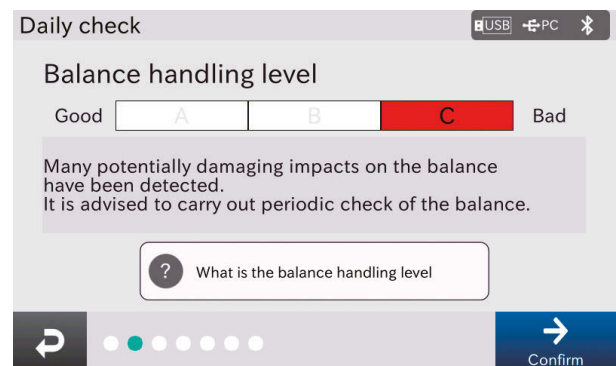 Daily check
USB PC
Balance handling level
Good A B C Bad
Many potentially damaging impacts on the balance
have been detected.
It is advised to carry out periodic check of the balance.
? What is the balance handling level
Confirm